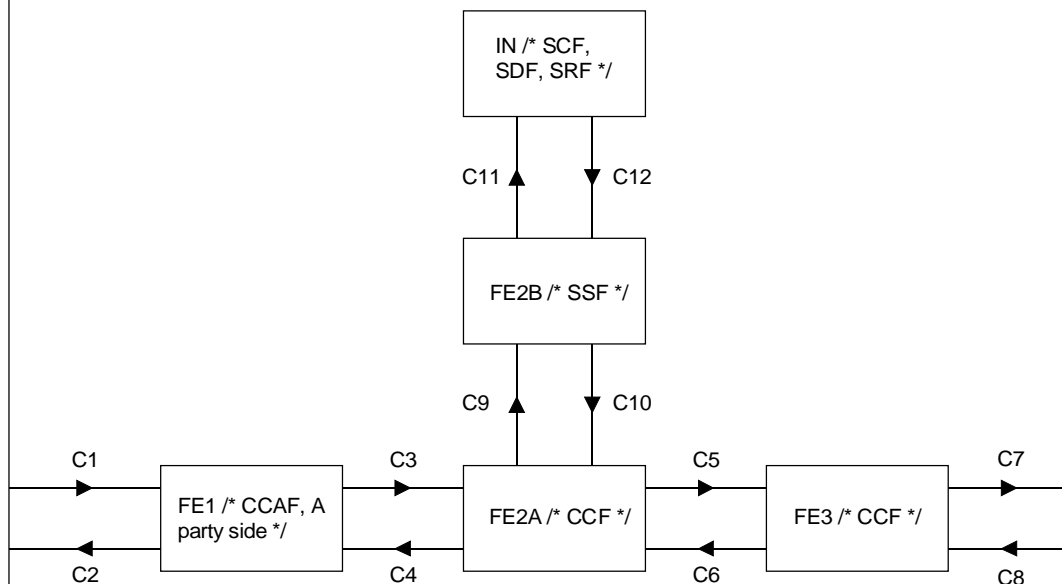 IN /* SCF,
SDF, SRF */
C11
C12
FE2B /* SSF */
C9
C10
C1
C3
C5
C7
FE1 /* CCAF, A
party side */
FE2A /* CCF */
FE3 /* CCF */
C2
C4
C6
C8